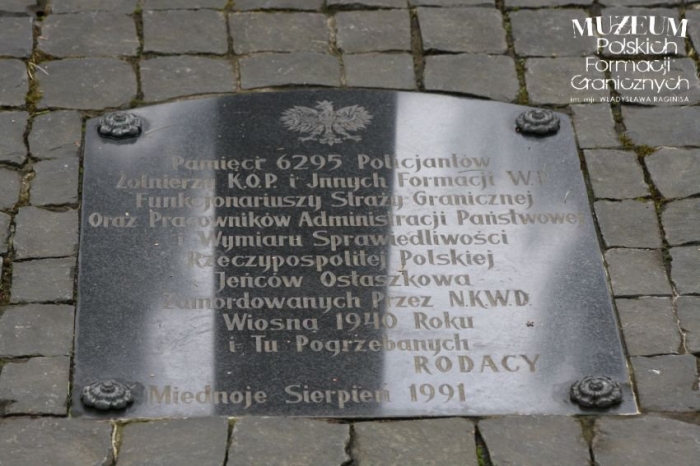 MUZEUM
Polskich
Formacji
Granicznych
im. mjr. WŁADYSŁAWA RAGINISA
Pamięci 6295 Policjantów
Żołnierzy K.O.P. i Jnnych Formacji W.P.
Funkcjonariuszy Straży Granicznej
Oraz Pracowników Administracji Państwowej
i Wymiaru Sprawiedliwości
Rzeczypospolitej Polskiej
Jeńców Ostaszkowa
Zamordowanych Przez N.K.W.D.
Wiosną 1940 Roku
i Tu Pogrzebanych
RODACY
Miednoje Sierpień 1991